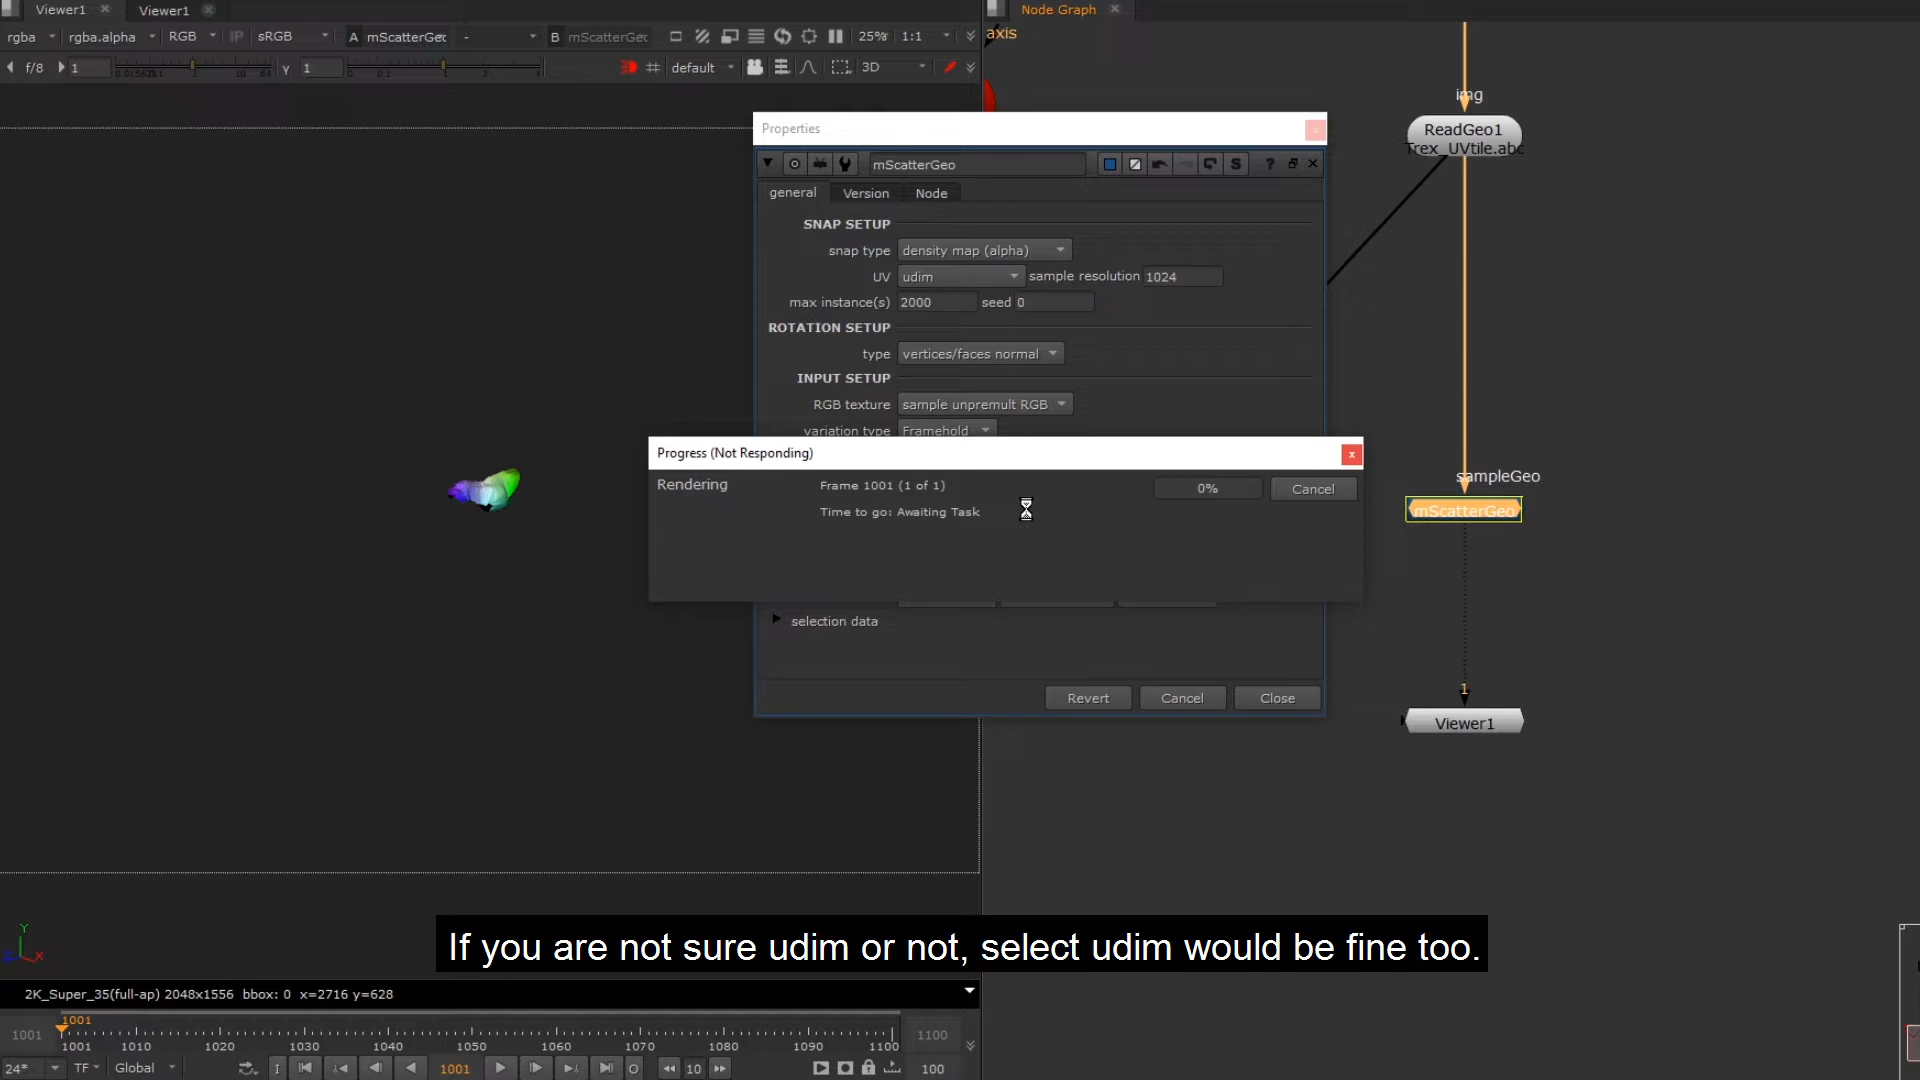 Viewer1
Viewer1
Node Graph
rgba
rgba.alpha
RGB
IP
sRGB
A mScatterGeo
-
B mScatterGeo
25%
1:1
f/8
1
y
1
default
3D
axis
img
ReadGeo1
Trex_UVtile.abc
Properties
mScatterGeo
S
?
general
Version
Node
SNAP SETUP
snap type density map (alpha)
UV udim sample resolution 1024
max instance(s) 2000 seed 0
ROTATION SETUP
type vertices/faces normal
INPUT SETUP
RGB texture sample unpremult RGB
variation type Framehold
Progress (Not Responding)
Rendering
Frame 1001 (1 of 1)
0%
Cancel
Time to go: Awaiting Task
selection data
Revert
Cancel
Close
sampleGeo
mScatterGeo
1
Viewer1
Y
X
If you are not sure udim or not, select udim would be fine too.
2K_Super_35(full-ap) 2048x1556 bbox: 0 x=2716 y=628
1001
1001
1001 1010 1020 1030 1040 1050 1060 1070 1080 1090 1100
1100
24*
TF
Global
I
1001
O
10
100